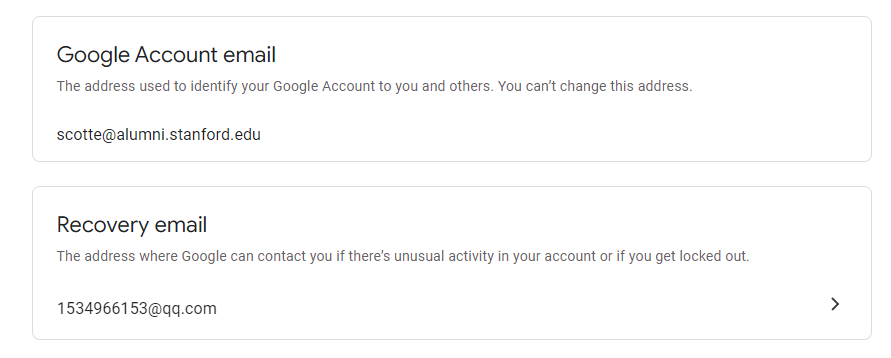 Google Account email
The address used to identify your Google Account to you and others. You can’t change this address.
scotte@alumni.stanford.edu
Recovery email
The address where Google can contact you if there’s unusual activity in your account or if you get locked out.
1534966153@qq.com